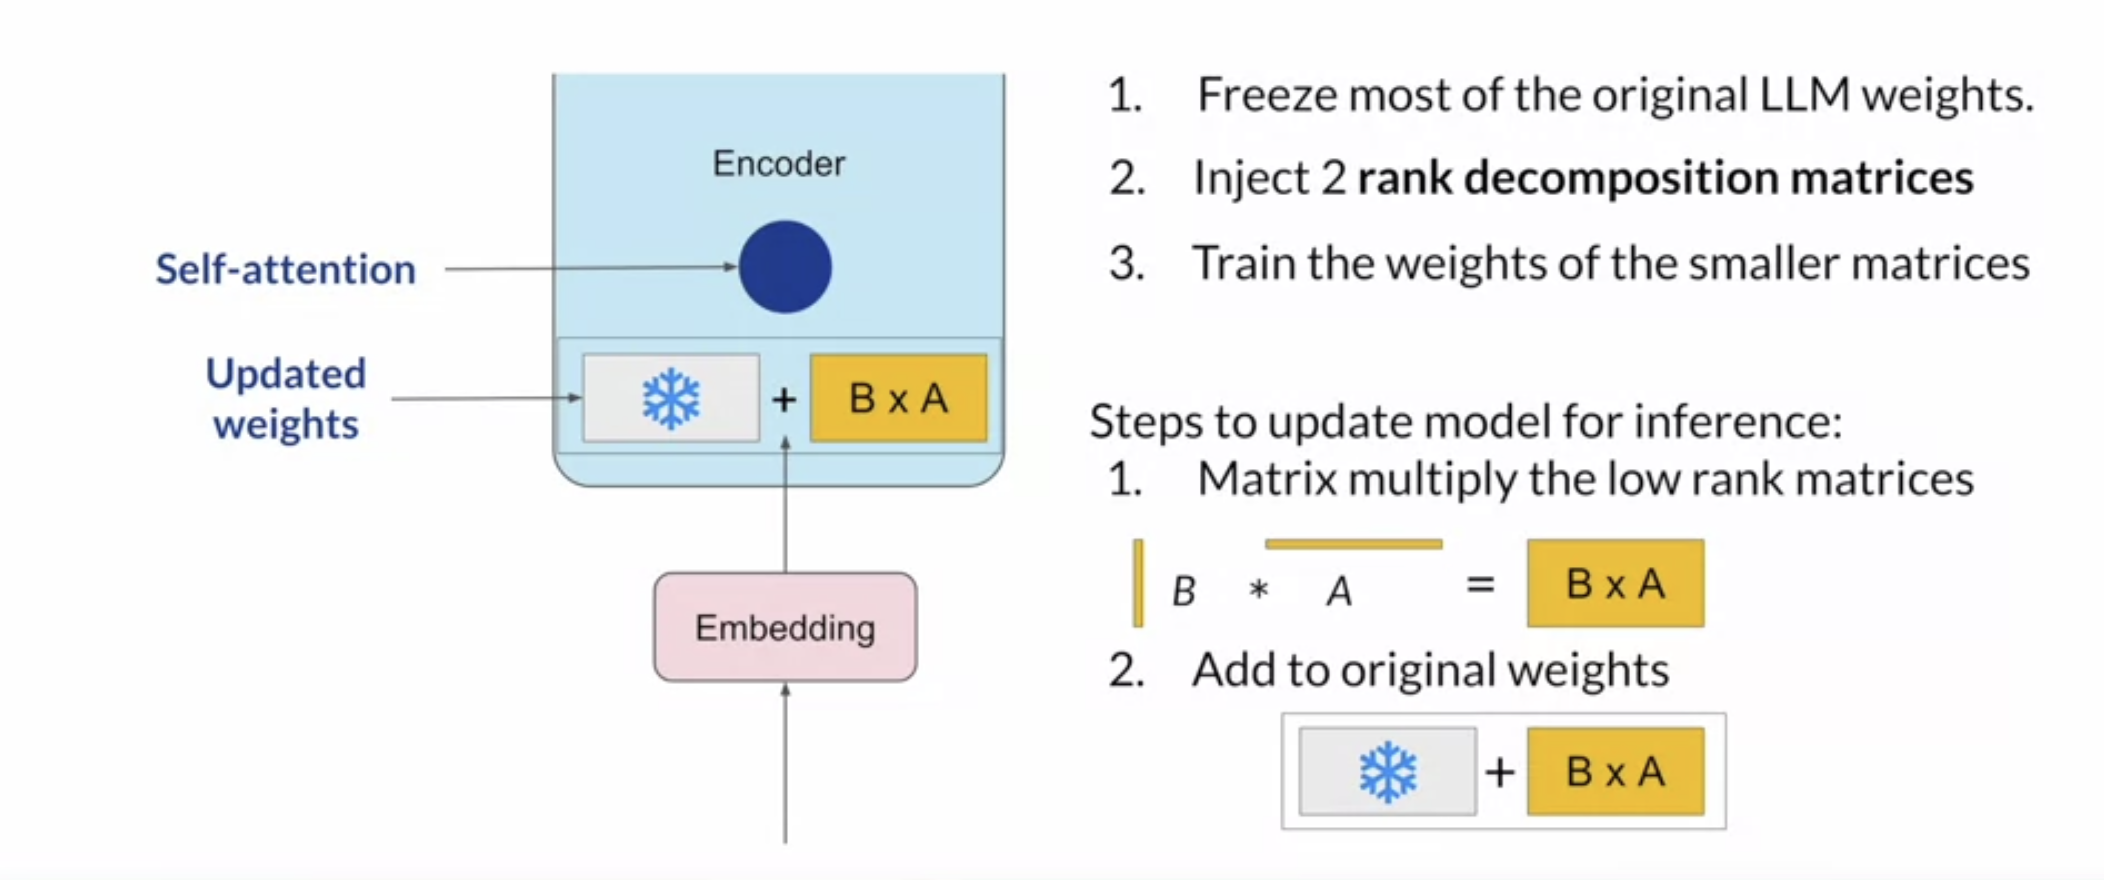 Encoder
Self-attention
Updated
weights
+
B x A
Embedding
1. Freeze most of the original LLM weights.
2. Inject 2 rank decomposition matrices
3. Train the weights of the smaller matrices
Steps to update model for inference:
1. Matrix multiply the low rank matrices
B * A = B x A
2. Add to original weights
+ B x A